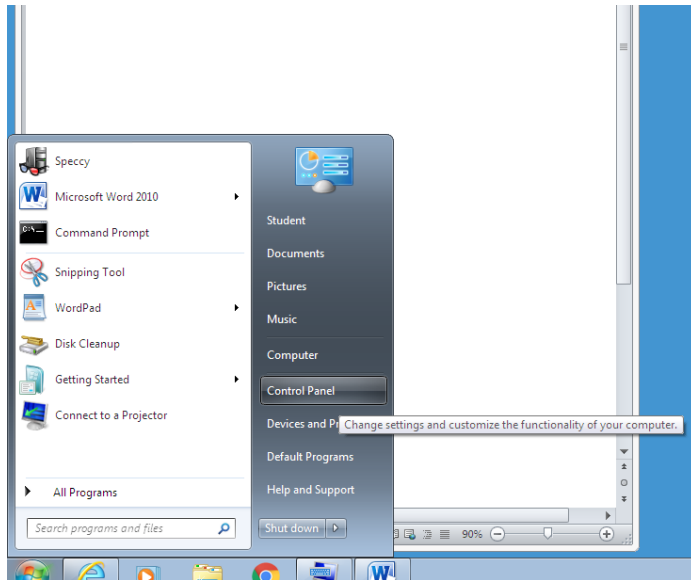 Speccy
Microsoft Word 2010
Command Prompt
Snipping Tool
WordPad
Disk Cleanup
Getting Started
Connect to a Projector
All Programs
Search programs and files
Student
Documents
Pictures
Music
Computer
Control Panel
Devices and Pr
Change settings and customize the functionality of your computer.
Default Programs
Help and Support
Shut down
90%